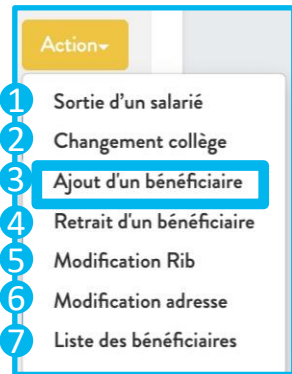 Action
1 Sortie d'un salarié
2 Changement collège
3 Ajout d'un bénéficiaire
4 Retrait d'un bénéficiaire
5 Modification Rib
6 Modification adresse
7 Liste des bénéficiaires